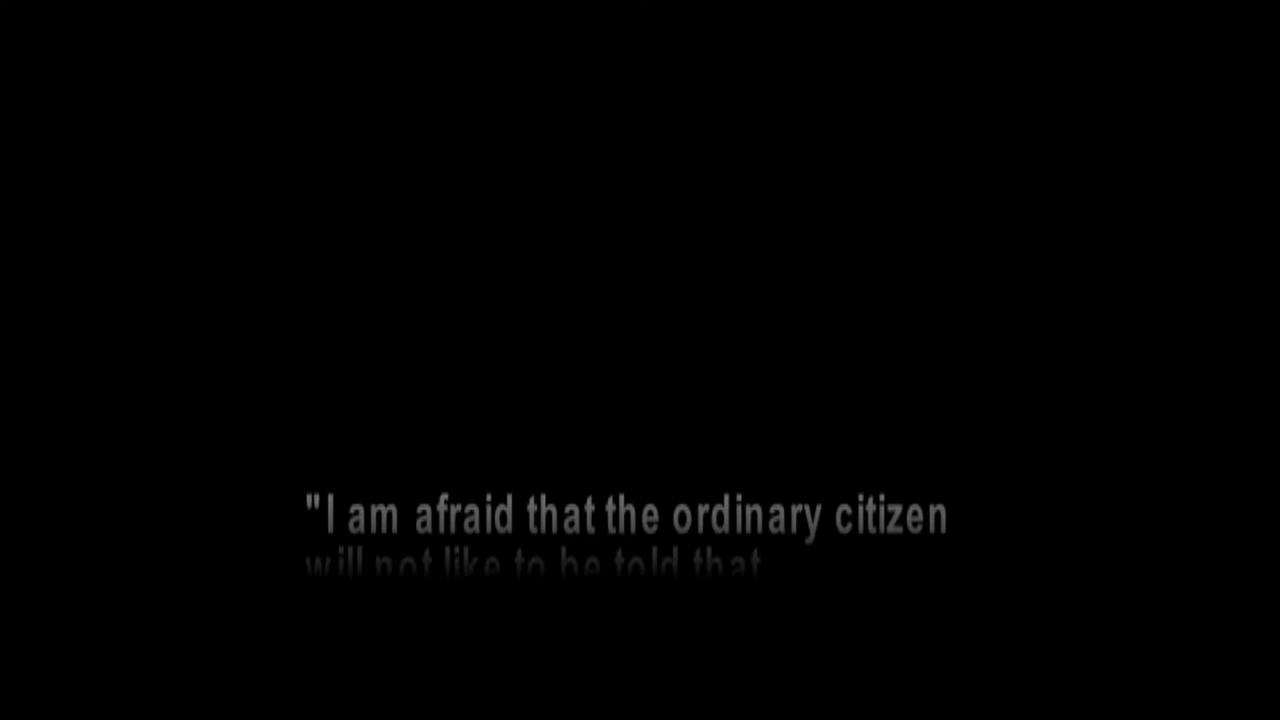 "I am afraid that the ordinary citizen
will not like to be told that